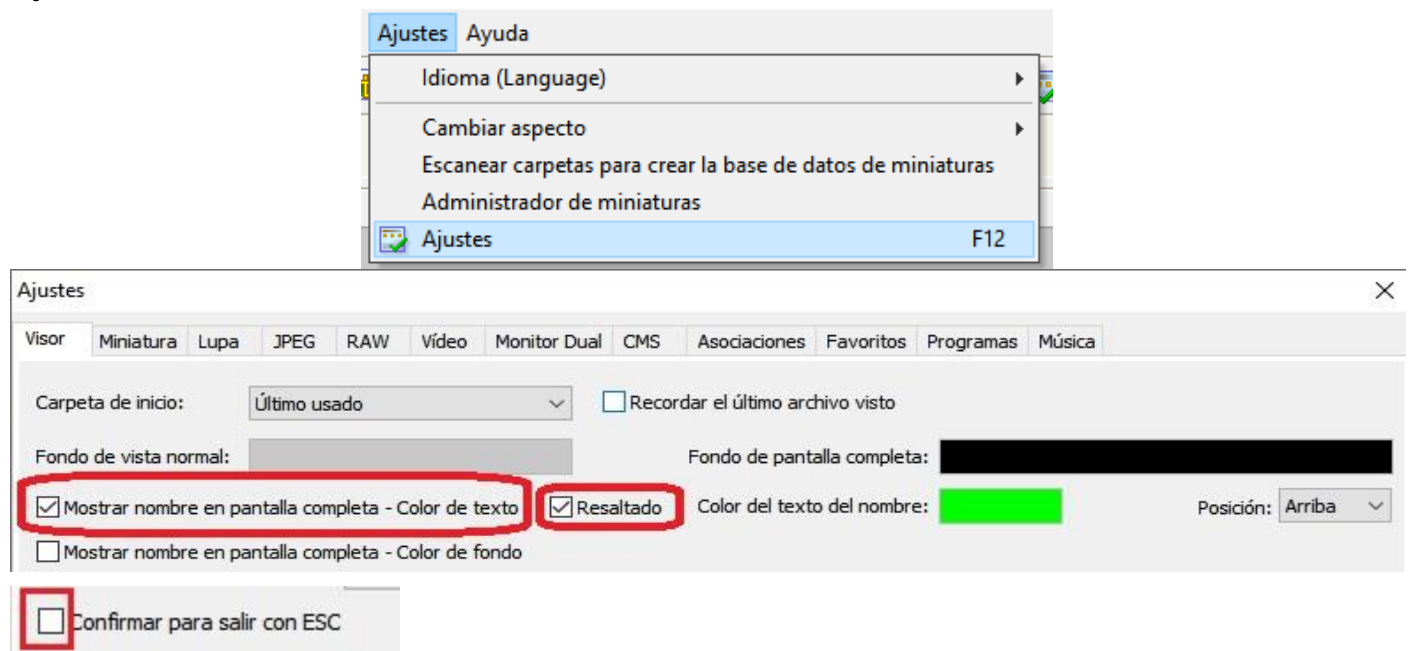 Ajustes Ayuda
Idioma (Language)
Cambiar aspecto
Escanear carpetas para crear la base de datos de miniaturas
Administrador de miniaturas
Ajustes F12
Ajustes
Visor Miniatura Lupa JPEG RAW Vídeo Monitor Dual CMS Asociaciones Favoritos Programas Música
Carpeta de inicio: Último usado Recordar el último archivo visto
Fondo de vista normal: Fondo de pantalla completa:
Mostrar nombre en pantalla completa - Color de texto Resaltado Color del texto del nombre: Posición: Arriba
Mostrar nombre en pantalla completa - Color de fondo
Confirmar para salir con ESC